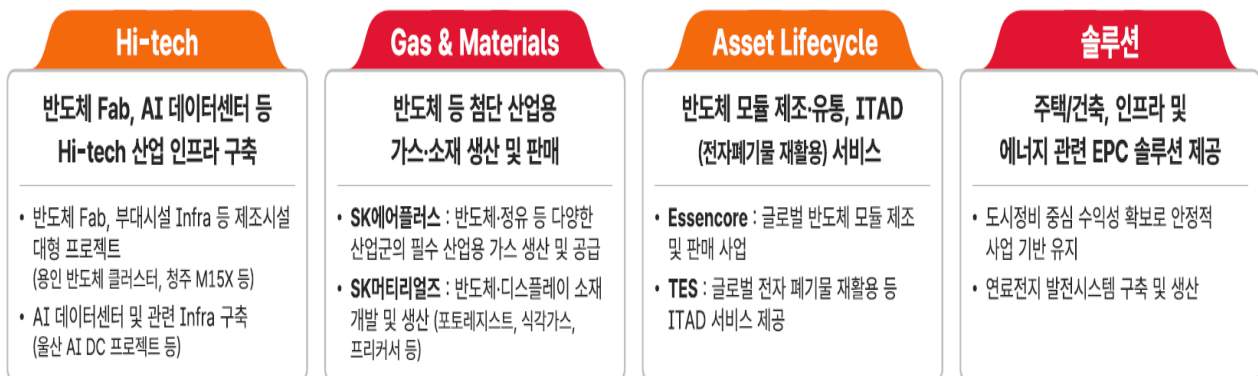 Hi-tech
반도체 Fab, AI 데이터센터 등
Hi-tech 산업 인프라 구축
• 반도체 Fab, 부대시설 Infra 등 제조시설
대형 프로젝트
(용인 반도체 클러스터, 청주 M15X 등)
• AI 데이터센터 및 관련 Infra 구축
(울산 AI DC 프로젝트 등)
Gas & Materials
반도체 등 첨단 산업용
가스·소재 생산 및 판매
• SK에어플러스 : 반도체·정유 등 다양한
산업군의 필수 산업용 가스 생산 및 공급
• SK머티리얼즈 : 반도체·디스플레이 소재
개발 및 생산 (포토레지스트, 식각가스,
프리커서 등)
Asset Lifecycle
반도체 모듈 제조·유통, ITAD
(전자폐기물 재활용) 서비스
• Essencore : 글로벌 반도체 모듈 제조
및 판매 사업
• TES : 글로벌 전자 폐기물 재활용 등
ITAD 서비스 제공
솔루션
주택/건축, 인프라 및
에너지 관련 EPC 솔루션 제공
• 도시정비 중심 수익성 확보로 안정적
사업 기반 유지
• 연료전지 발전시스템 구축 및 생산